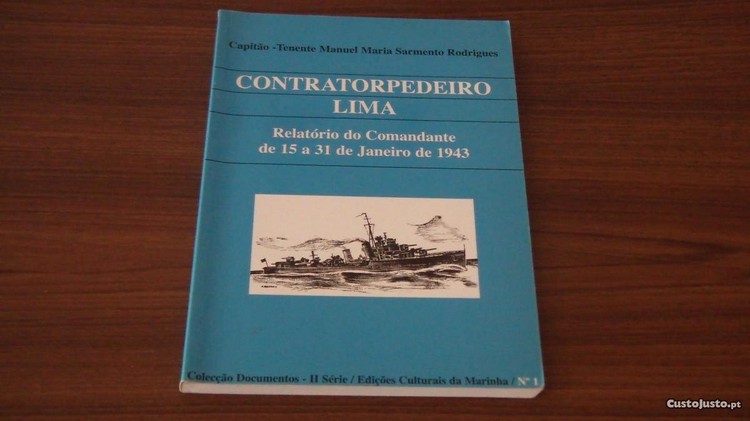 Capitão -Tenente Manuel Maria Sarmento Rodrigues
CONTRATORPEDEIRO
LIMA
Relatório do Comandante
de 15 a 31 de Janeiro de 1943
Colecção Documentos - II Série / Edições Culturais da Marinha / Nº 1
CustoJusto.pt